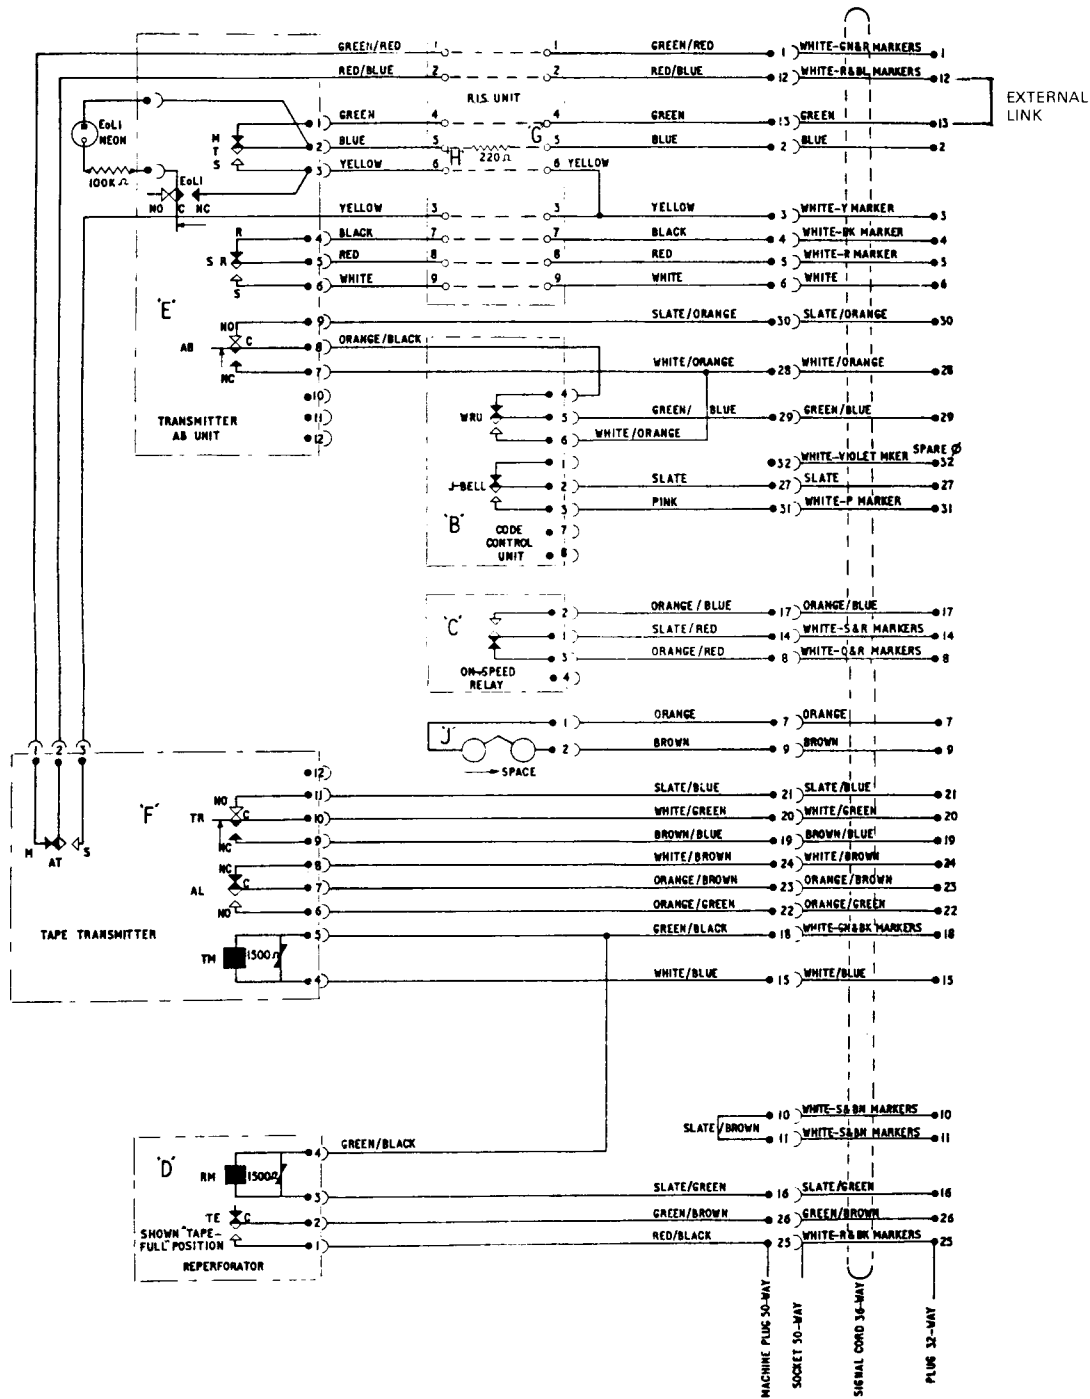 GREEN/RED 1 1 GREEN/RED 1 WHITE-GN&R MARKERS 1
RED/BLUE 2 2 RED/BLUE 12 WHITE-R&BL MARKERS 12
R.I.S. UNIT
EXTERNAL
LINK
EoLI
NEON
M
T
S
1 GREEN 4 'G' 4 GREEN 13 GREEN 13
2 BLUE 5 'H' 220Ω 5 BLUE 2 BLUE 2
3 YELLOW 6 6 YELLOW
100KΩ
EoLI
NO C NC
YELLOW 3 3 YELLOW 3 WHITE-Y MARKER 3
R 4 BLACK 7 7 BLACK 4 WHITE-BK MARKER 4
S R 5 RED 8 8 RED 5 WHITE-R MARKER 5
S 6 WHITE 9 9 WHITE 6 WHITE 6
'E'
NO 9 SLATE/ORANGE 30 SLATE/ORANGE 30
AB C 8 ORANGE/BLACK
NC 7 WHITE/ORANGE 28 WHITE/ORANGE 28
10
11
12
TRANSMITTER
AB UNIT
4
WRU 5 GREEN/BLUE 29 GREEN/BLUE 29
6 WHITE/ORANGE
SPARE Ø
1 32 WHITE-VIOLET MKER 32
J-BELL 2 SLATE 27 SLATE 27
3 PINK 31 WHITE-P MARKER 31
'B'
7
8
CODE
CONTROL
UNIT
'C'
2 ORANGE/BLUE 17 ORANGE/BLUE 17
1 SLATE/RED 14 WHITE-S&R MARKERS 14
3 ORANGE/RED 8 WHITE-O&R MARKERS 8
4
ON-SPEED
RELAY
'J' 1 ORANGE 7 ORANGE 7
2 BROWN 9 BROWN 9
SPACE
1 2 3
'F'
12
NO 11 SLATE/BLUE 21 SLATE/BLUE 21
TR C 10 WHITE/GREEN 20 WHITE/GREEN 20
NC 9 BROWN/BLUE 19 BROWN/BLUE 19
M AT S
NC 8 WHITE/BROWN 24 WHITE/BROWN 24
AL C 7 ORANGE/BROWN 23 ORANGE/BROWN 23
NO 6 ORANGE/GREEN 22 ORANGE/GREEN 22
TAPE TRANSMITTER
5 GREEN/BLACK 18 WHITE-GN&BK MARKERS 18
TM 1500Ω
4 WHITE/BLUE 15 WHITE/BLUE 15
10 WHITE-S&BN MARKERS 10
SLATE/BROWN
11 WHITE-S&BN MARKERS 11
'D'
4 GREEN/BLACK
RM 1500Ω
3 SLATE/GREEN 16 SLATE/GREEN 16
TE C 2 GREEN/BROWN 26 GREEN/BROWN 26
SHOWN "TAPE-
FULL" POSITION
1 RED/BLACK 25 WHITE-R&BK MARKERS 25
REPERFORATOR
MACHINE PLUG 50-WAY
SOCKET 50-WAY
SIGNAL CORD 36-WAY
PLUG 32-WAY